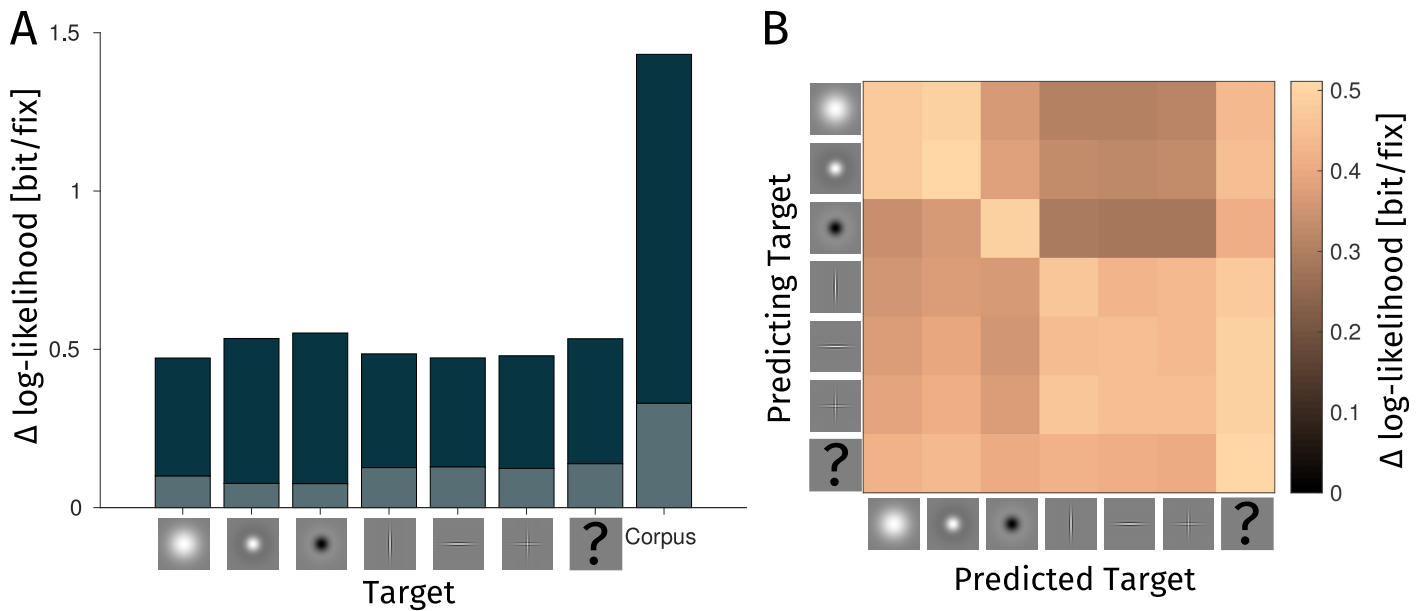 A
1.5
1
0.5
0
Δ log-likelihood [bit/fix]
?
Corpus
Target
B
Predicting Target
?
?
Predicted Target
0.5
0.4
0.3
0.2
0.1
0
Δ log-likelihood [bit/fix]